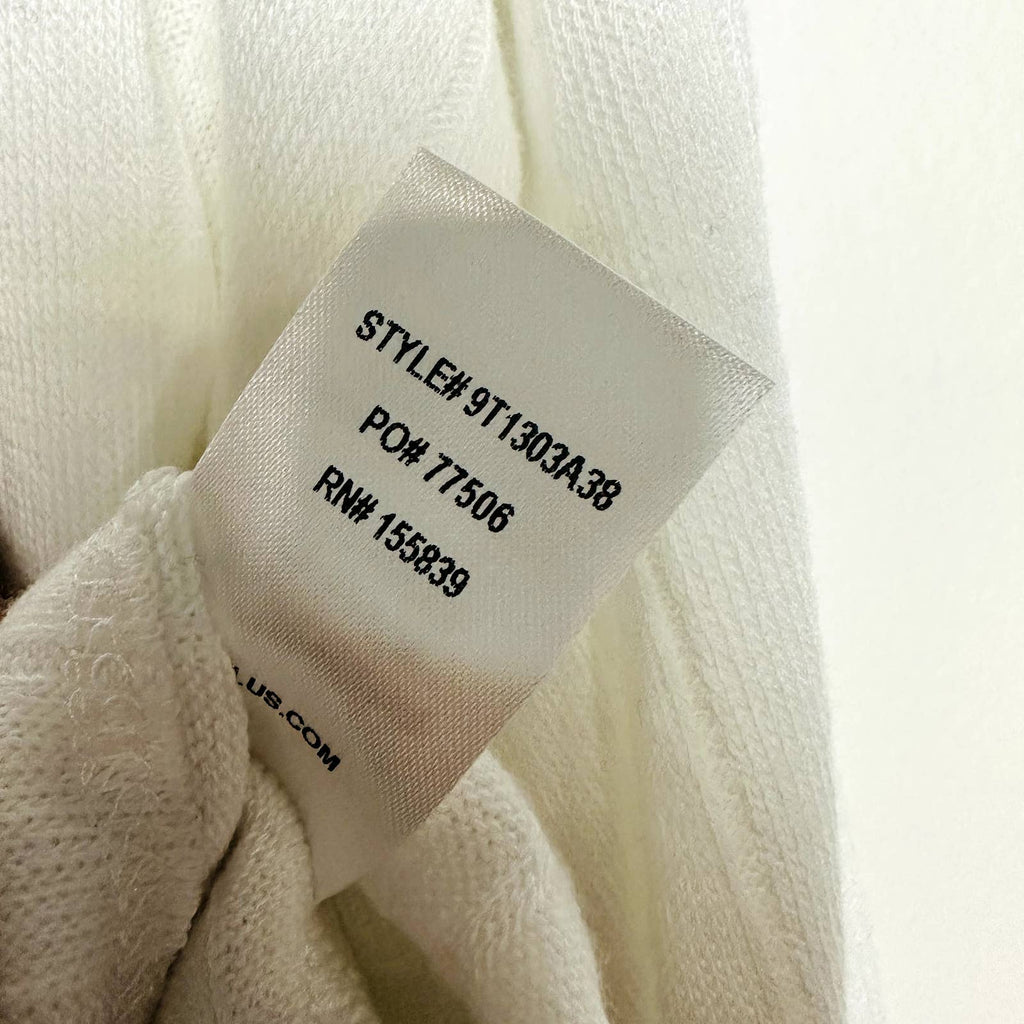 STYLE# 9T1303A38
PO# 77506
RN# 155839
.US.COM